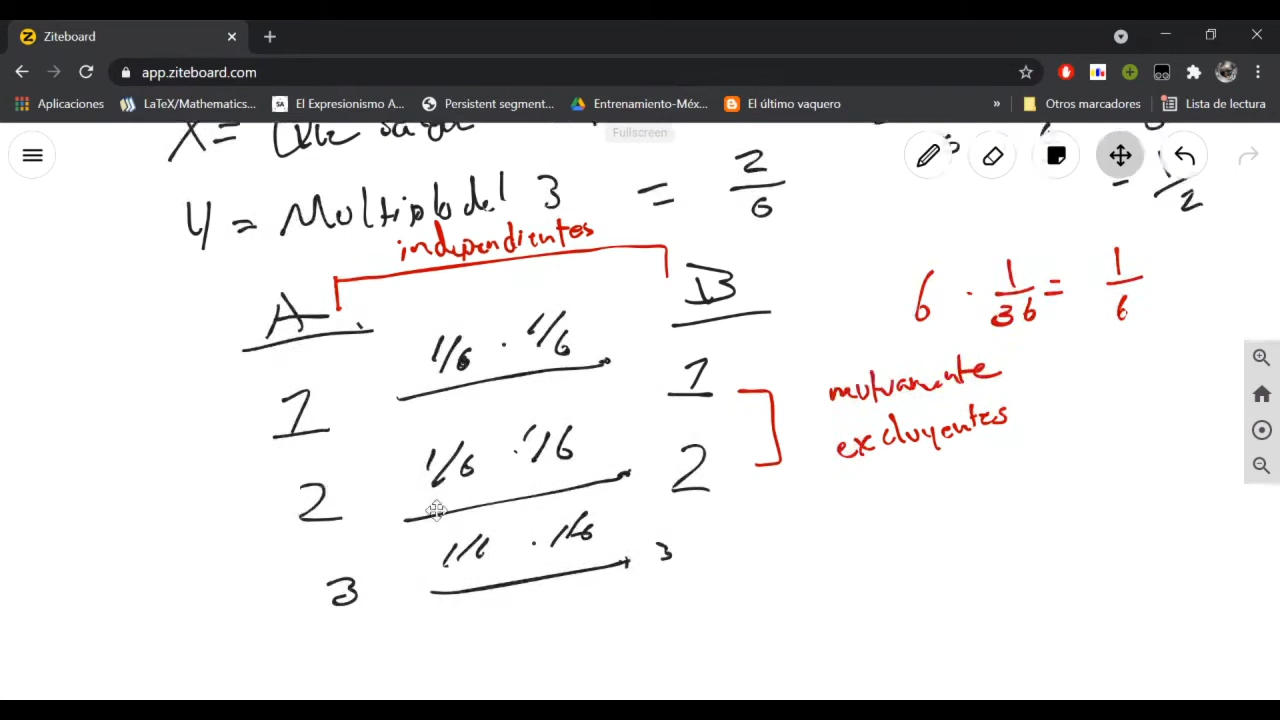 Ziteboard
app.ziteboard.com
Aplicaciones
LaTeX/Mathematics...
SA El Expresionismo A...
Persistent segment...
Entrenamiento-Méx...
El último vaquero
»
Otros marcadores
Lista de lectura
Fullscreen
X =
1/2
Y = Multiplo del 3 = 2/6
independientes
A B
6 · 1/36 = 1/6
1 1/6 · 1/6 1
mutuamente
excluyentes
2 1/6 · 1/6 2
3 1/6 · 1/6 3